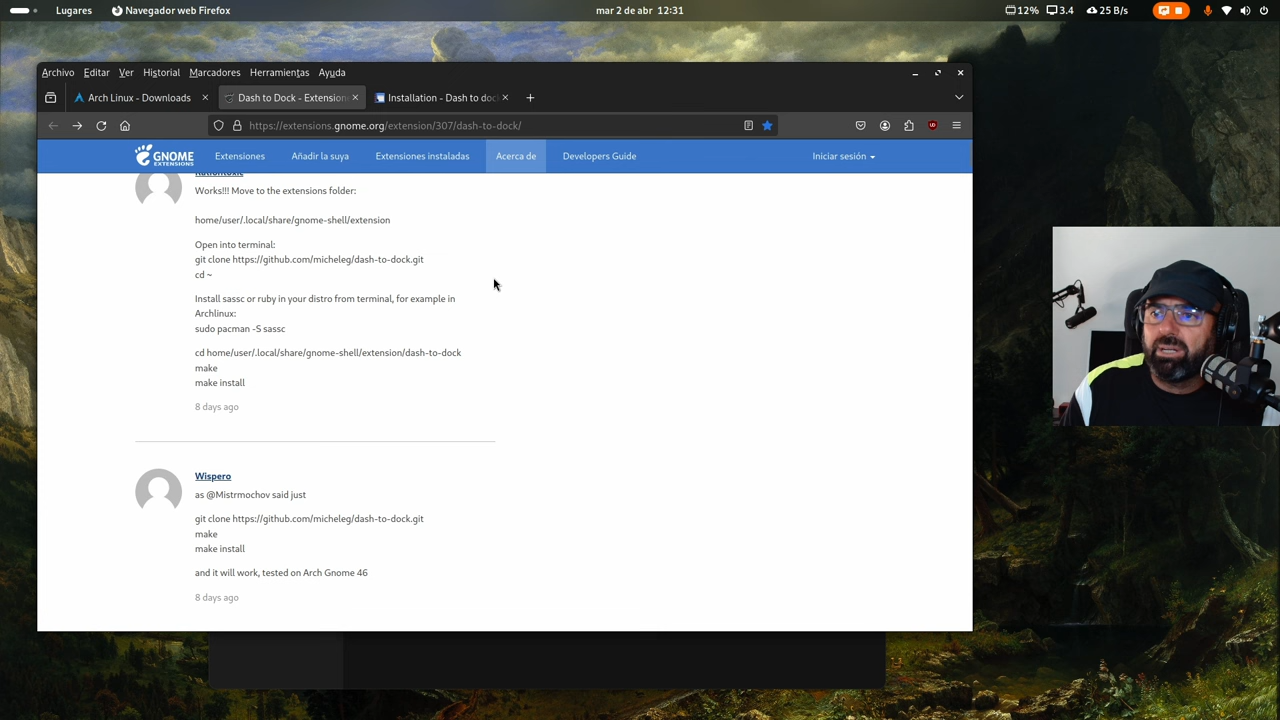 Lugares
Navegador web Firefox
mar 2 de abr 12:31
12%
3.4
25 B/s
Archivo Editar Ver Historial Marcadores Herramientas Ayuda
Arch Linux - Downloads
Dash to Dock - Extension
Installation - Dash to doc
https://extensions.gnome.org/extension/307/dash-to-dock/
GNOME
EXTENSIONS
Extensiones
Añadir la suya
Extensiones instaladas
Acerca de
Developers Guide
Iniciar sesión
Works!!! Move to the extensions folder:
home/user/.local/share/gnome-shell/extension
Open into terminal:
git clone https://github.com/micheleg/dash-to-dock.git
cd ~
Install sassc or ruby in your distro from terminal, for example in
Archlinux:
sudo pacman -S sassc
cd home/user/.local/share/gnome-shell/extension/dash-to-dock
make
make install
8 days ago
Wispero
as @Mistrmochov said just
git clone https://github.com/micheleg/dash-to-dock.git
make
make install
and it will work, tested on Arch Gnome 46
8 days ago